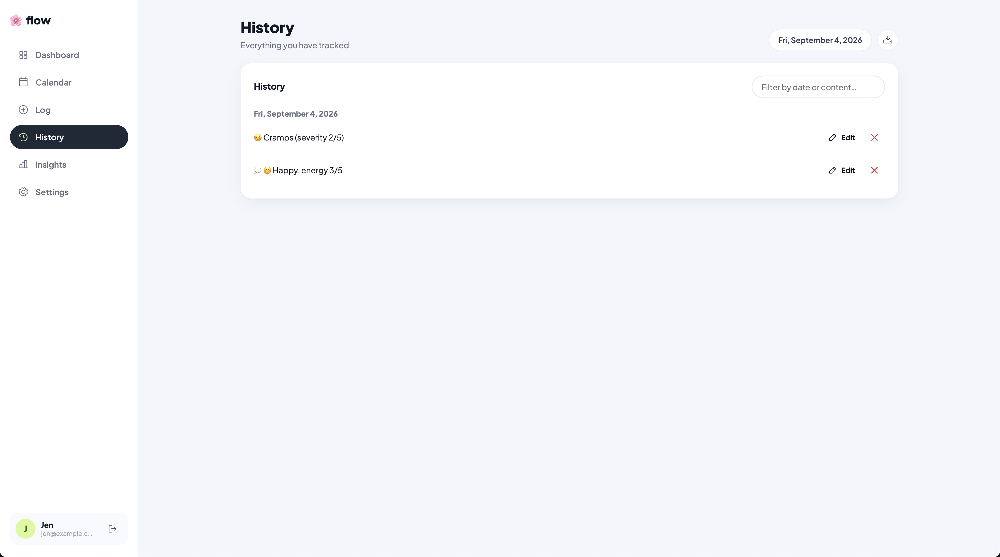 🌸 flow
Dashboard
Calendar
Log
History
Insights
Settings
J
Jen
jen@example.c...
History
Everything you have tracked
Fri, September 4, 2026
History
Filter by date or content...
Fri, September 4, 2026
🤒 Cramps (severity 2/5)
Edit
💭 😊 Happy, energy 3/5
Edit